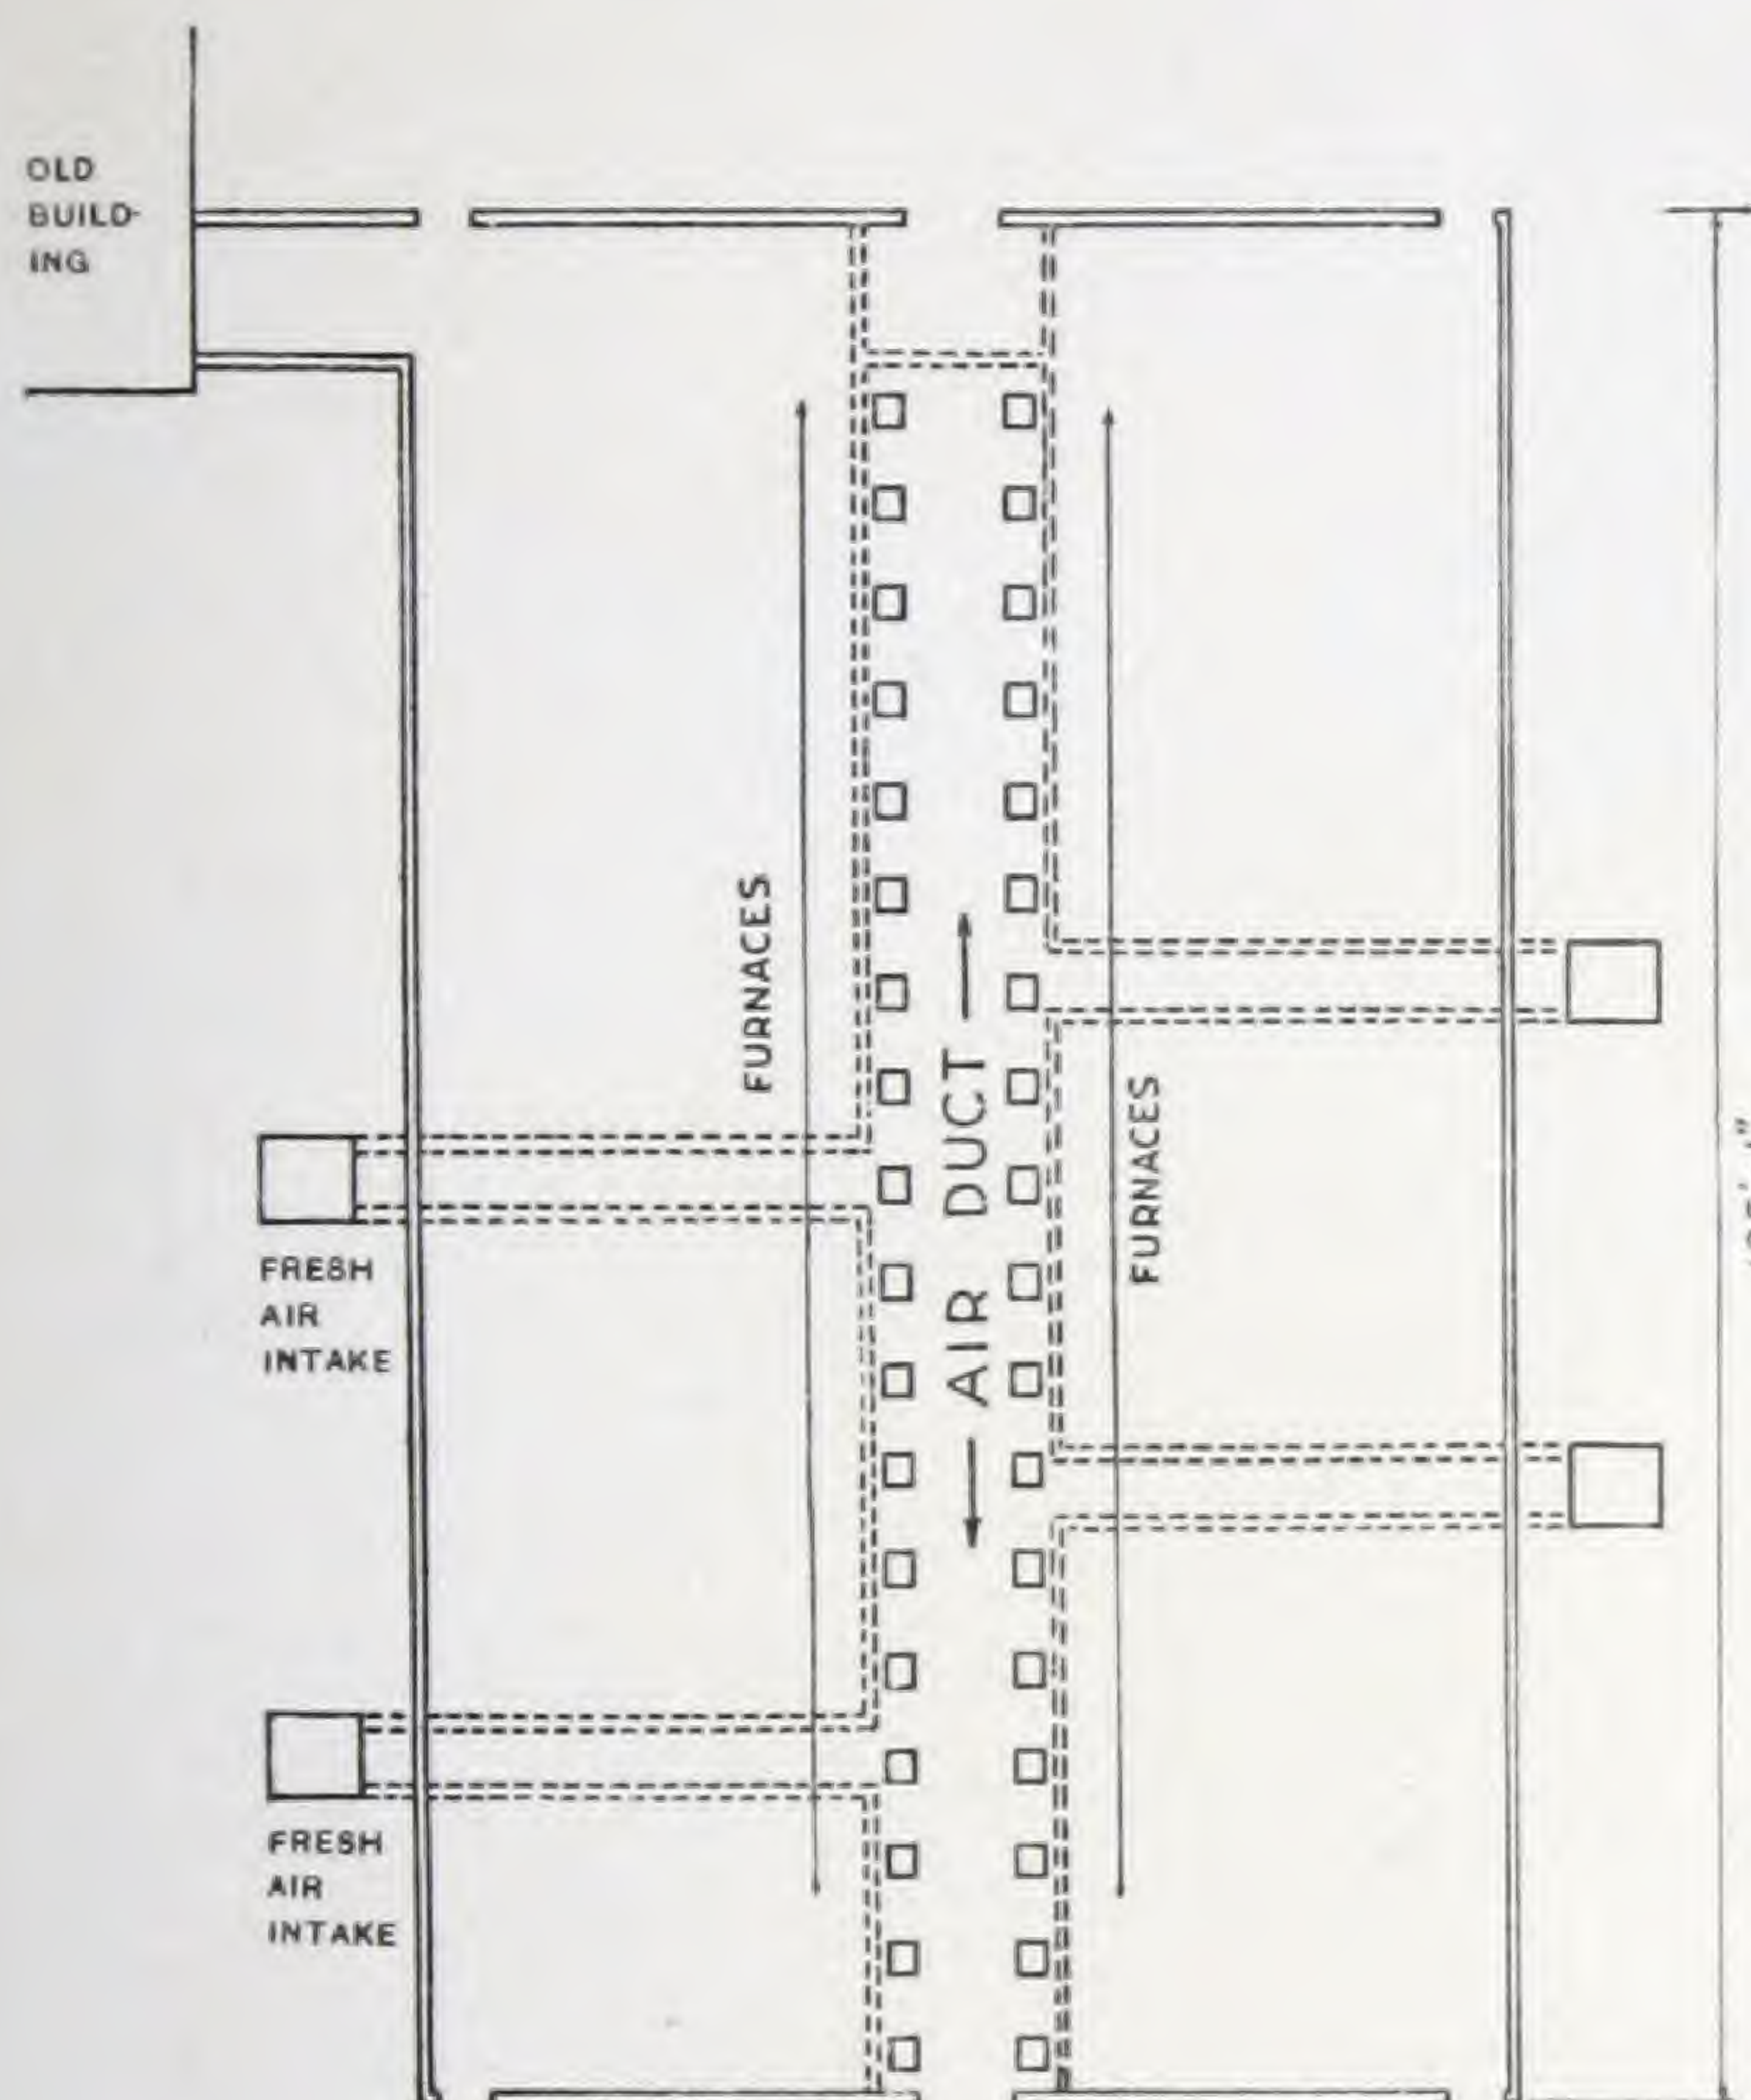 OLD
BUILD-
ING
FURNACES
AIR DUCT
FURNACES
FRESH
AIR
INTAKE
FRESH
AIR
INTAKE